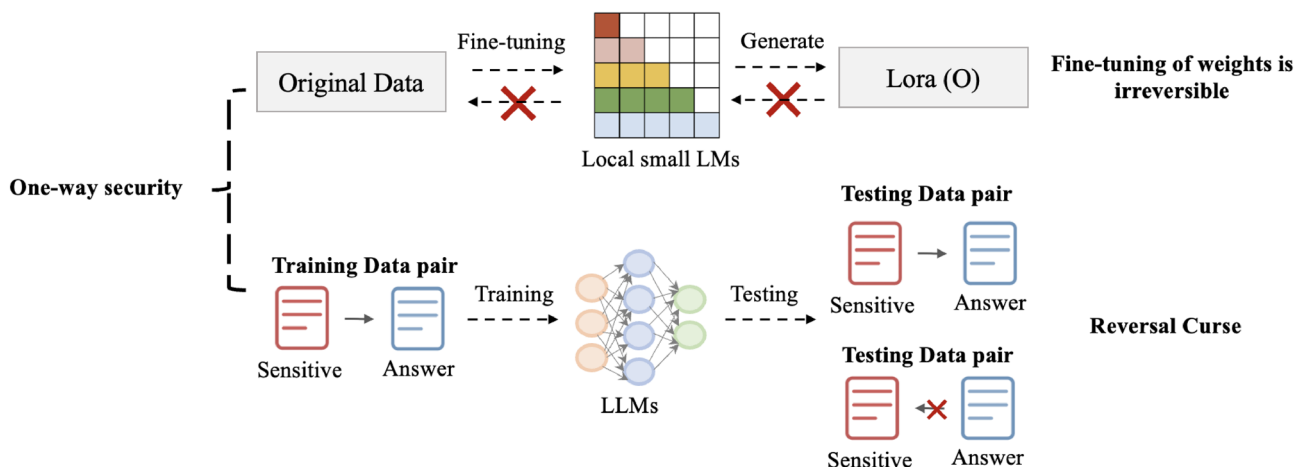 Fine-tuning
Generate
Original Data
Lora (O)
Fine-tuning of weights is
irreversible
Local small LMs
One-way security
Testing Data pair
Training Data pair
Training
Testing
Sensitive
Answer
Sensitive
Answer
LLMs
Reversal Curse
Testing Data pair
Sensitive
Answer